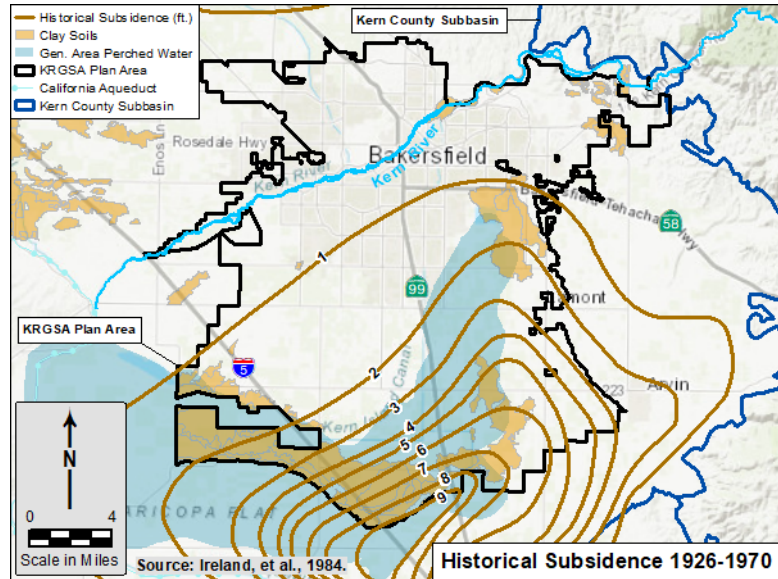 Historical Subsidence (ft.)
Clay Soils
Gen. Area Perched Water
KRGSA Plan Area
California Aqueduct
Kern County Subbasin
Kern County Subbasin
Enos Ln
Rosedale Hwy
Bakersfield
Kern River
Kern River
58
1
99
KRGSA Plan Area
5
2
Arvin
223
3
4
5
6
7
8
9
N
0 4
Scale in Miles
Source: Ireland, et al., 1984.
Historical Subsidence 1926-1970